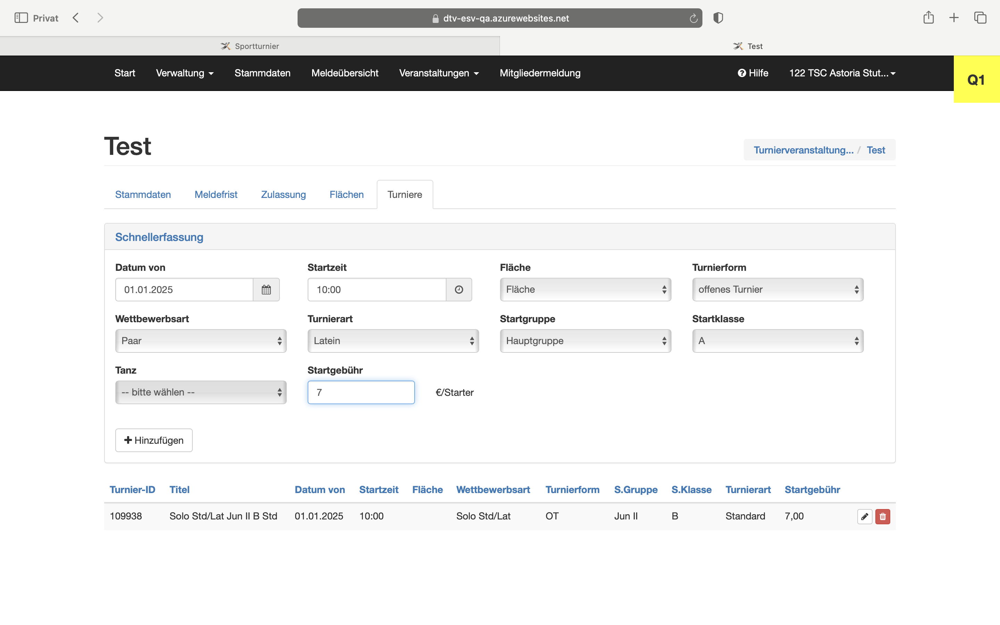 Privat
dtv-esv-qa.azurewebsites.net
Sportturnier
Test
Start Verwaltung Stammdaten Meldeübersicht Veranstaltungen Mitgliedermeldung Hilfe 122 TSC Astoria Stut...
Q1
Test
Turnierveranstaltung... / Test
Stammdaten Meldefrist Zulassung Flächen Turniere
Schnellerfassung
Datum von Startzeit Fläche Turnierform
01.01.2025 10:00 Fläche offenes Turnier
Wettbewerbsart Turnierart Startgruppe Startklasse
Paar Latein Hauptgruppe A
Tanz Startgebühr
-- bitte wählen -- 7 €/Starter
Hinzufügen
Turnier-ID Titel Datum von Startzeit Fläche Wettbewerbsart Turnierform S.Gruppe S.Klasse Turnierart Startgebühr
109938 Solo Std/Lat Jun II B Std 01.01.2025 10:00 Solo Std/Lat OT Jun II B Standard 7,00